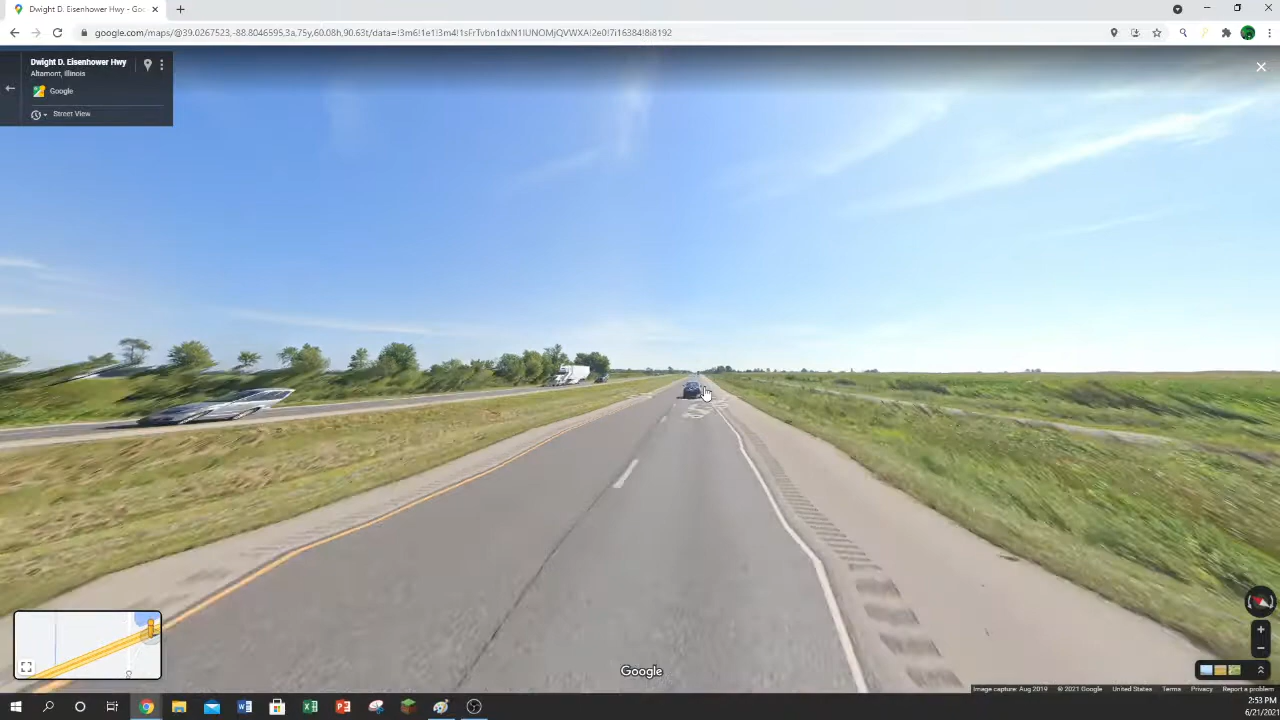 Dwight D. Eisenhower Hwy - Goo
google.com/maps/@39.0267523,-88.8046595,3a,75y,60.08h,90.63t/data=!3m6!1e1!3m4!1sFrTvbn1dxN1IUNOMjQVWXA!2e0!7i16384!8i8192
Dwight D. Eisenhower Hwy
Altamont, Illinois
Google
Street View
Google
Image capture: Aug 2019 © 2021 Google United States Terms Privacy Report a problem
2:53 PM
6/21/2021